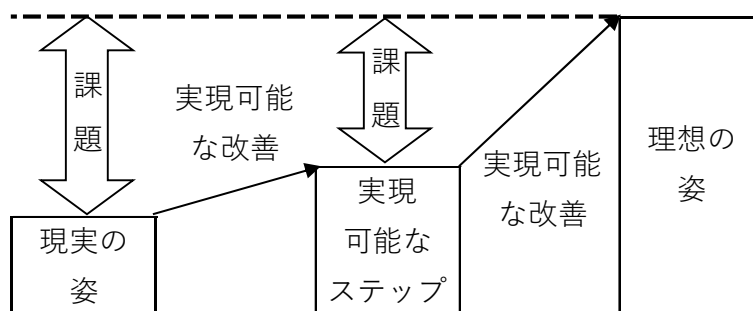 課
題
現実の
姿
実現可能
な改善
課
題
実現
可能な
ステップ
実現可能
な改善
理想の
姿